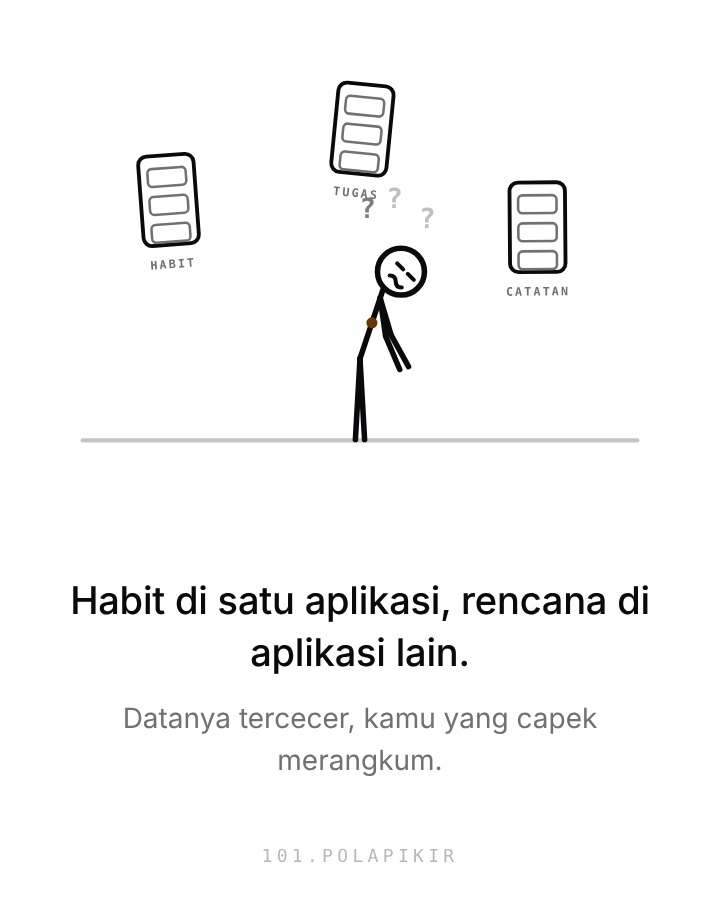 TUGAS
? ? ?
HABIT
CATATAN
Habit di satu aplikasi, rencana di
aplikasi lain.
Datanya tercecer, kamu yang capek
merangkum.
101.POLAPIKIR